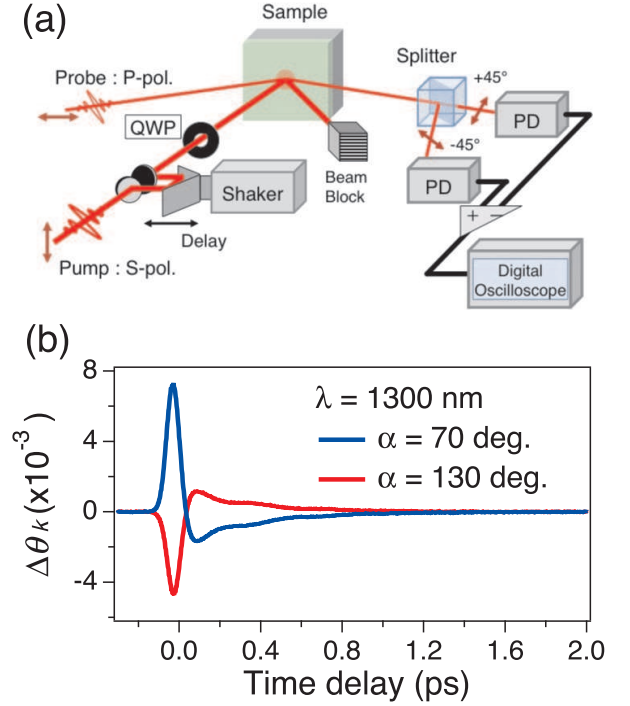 (a)
Sample
Splitter
Probe : P-pol.
+45°
QWP
PD
-45°
Beam
Block
PD
Shaker
+ −
Delay
Pump : S-pol.
Digital
Oscilloscope
(b)
8
λ = 1300 nm
4
α = 70 deg.
α = 130 deg.
0
-4
Δθk(x10-3)
0.0 0.4 0.8 1.2 1.6 2.0
Time delay (ps)